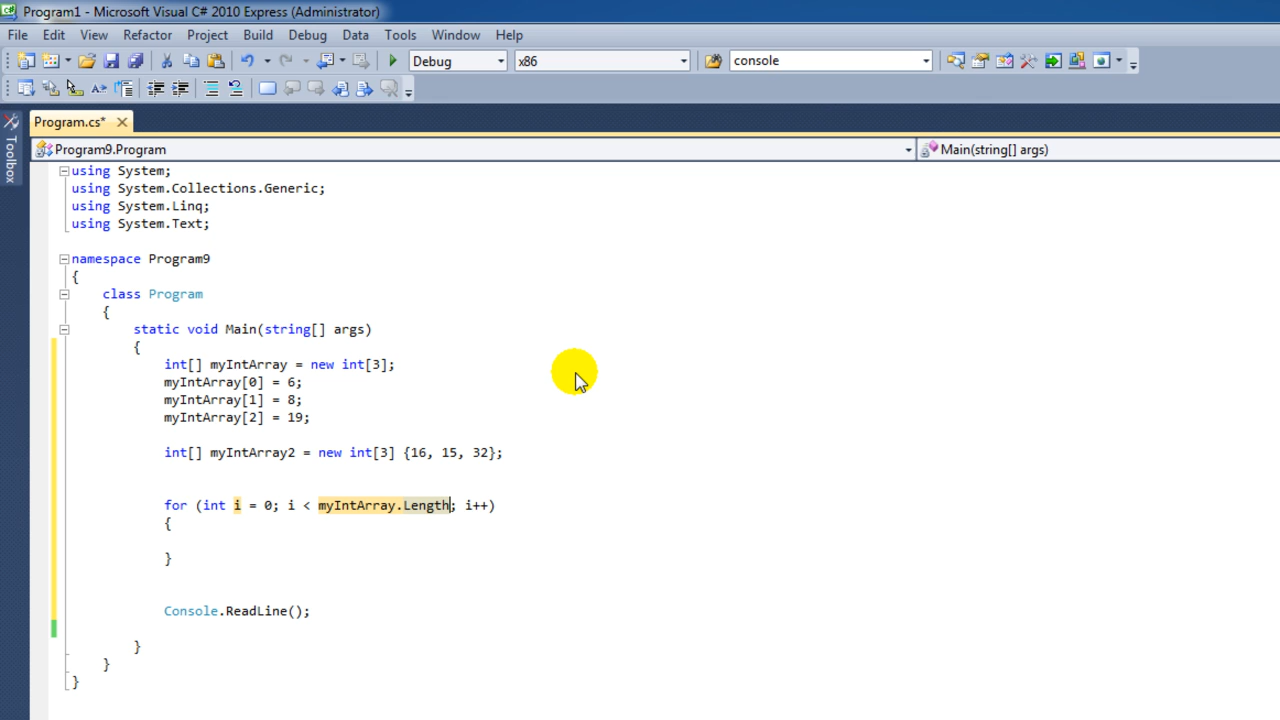 Program1 - Microsoft Visual C# 2010 Express (Administrator)
File Edit View Refactor Project Build Debug Data Tools Window Help
Debug x86 console
Program.cs*
Toolbox
Program9.Program Main(string[] args)
using System;
using System.Collections.Generic;
using System.Linq;
using System.Text;
namespace Program9
{
class Program
{
static void Main(string[] args)
{
int[] myIntArray = new int[3];
myIntArray[0] = 6;
myIntArray[1] = 8;
myIntArray[2] = 19;
int[] myIntArray2 = new int[3] {16, 15, 32};
for (int i = 0; i < myIntArray.Length; i++)
{
}
Console.ReadLine();
}
}
}